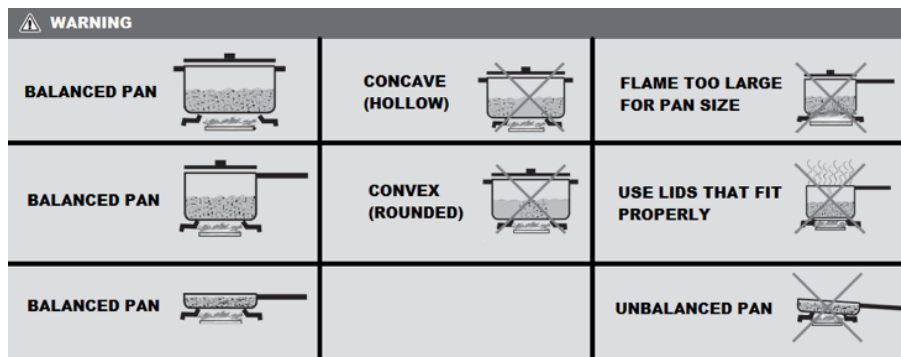 WARNING
BALANCED PAN
CONCAVE
(HOLLOW)
FLAME TOO LARGE
FOR PAN SIZE
BALANCED PAN
CONVEX
(ROUNDED)
USE LIDS THAT FIT
PROPERLY
BALANCED PAN
UNBALANCED PAN